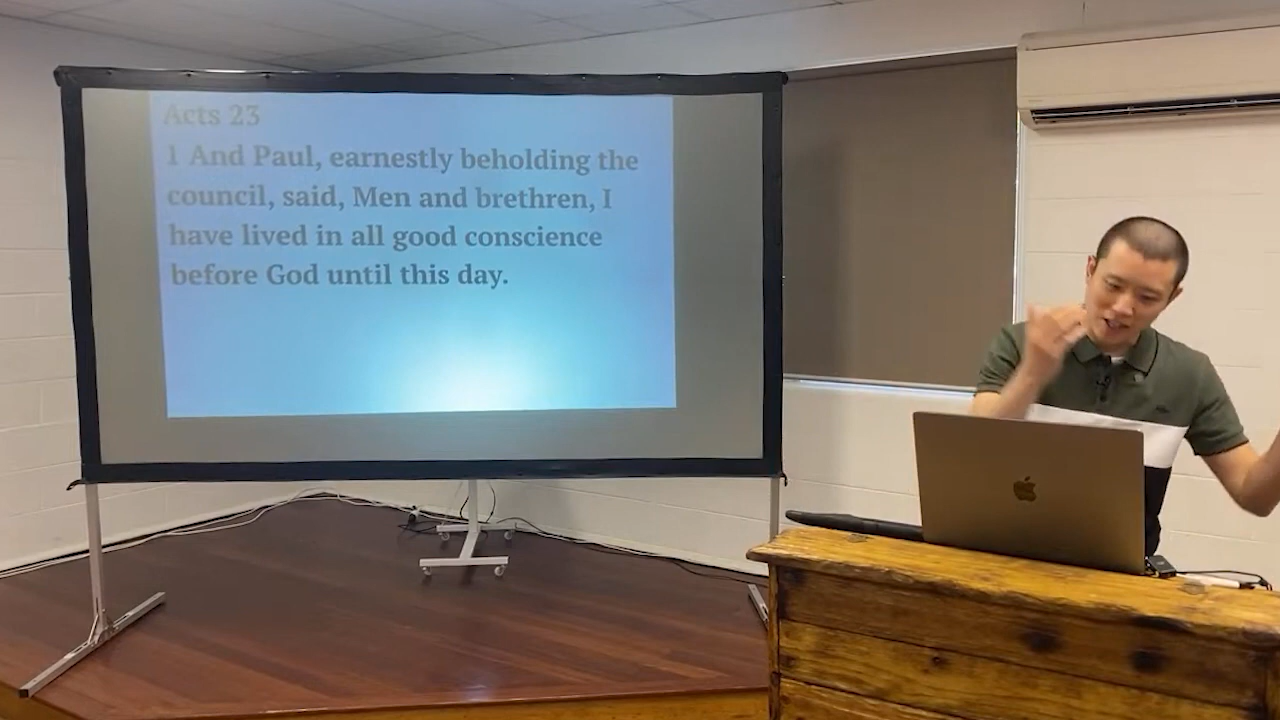 Acts 23
1 And Paul, earnestly beholding the
council, said, Men and brethren, I
have lived in all good conscience
before God until this day.